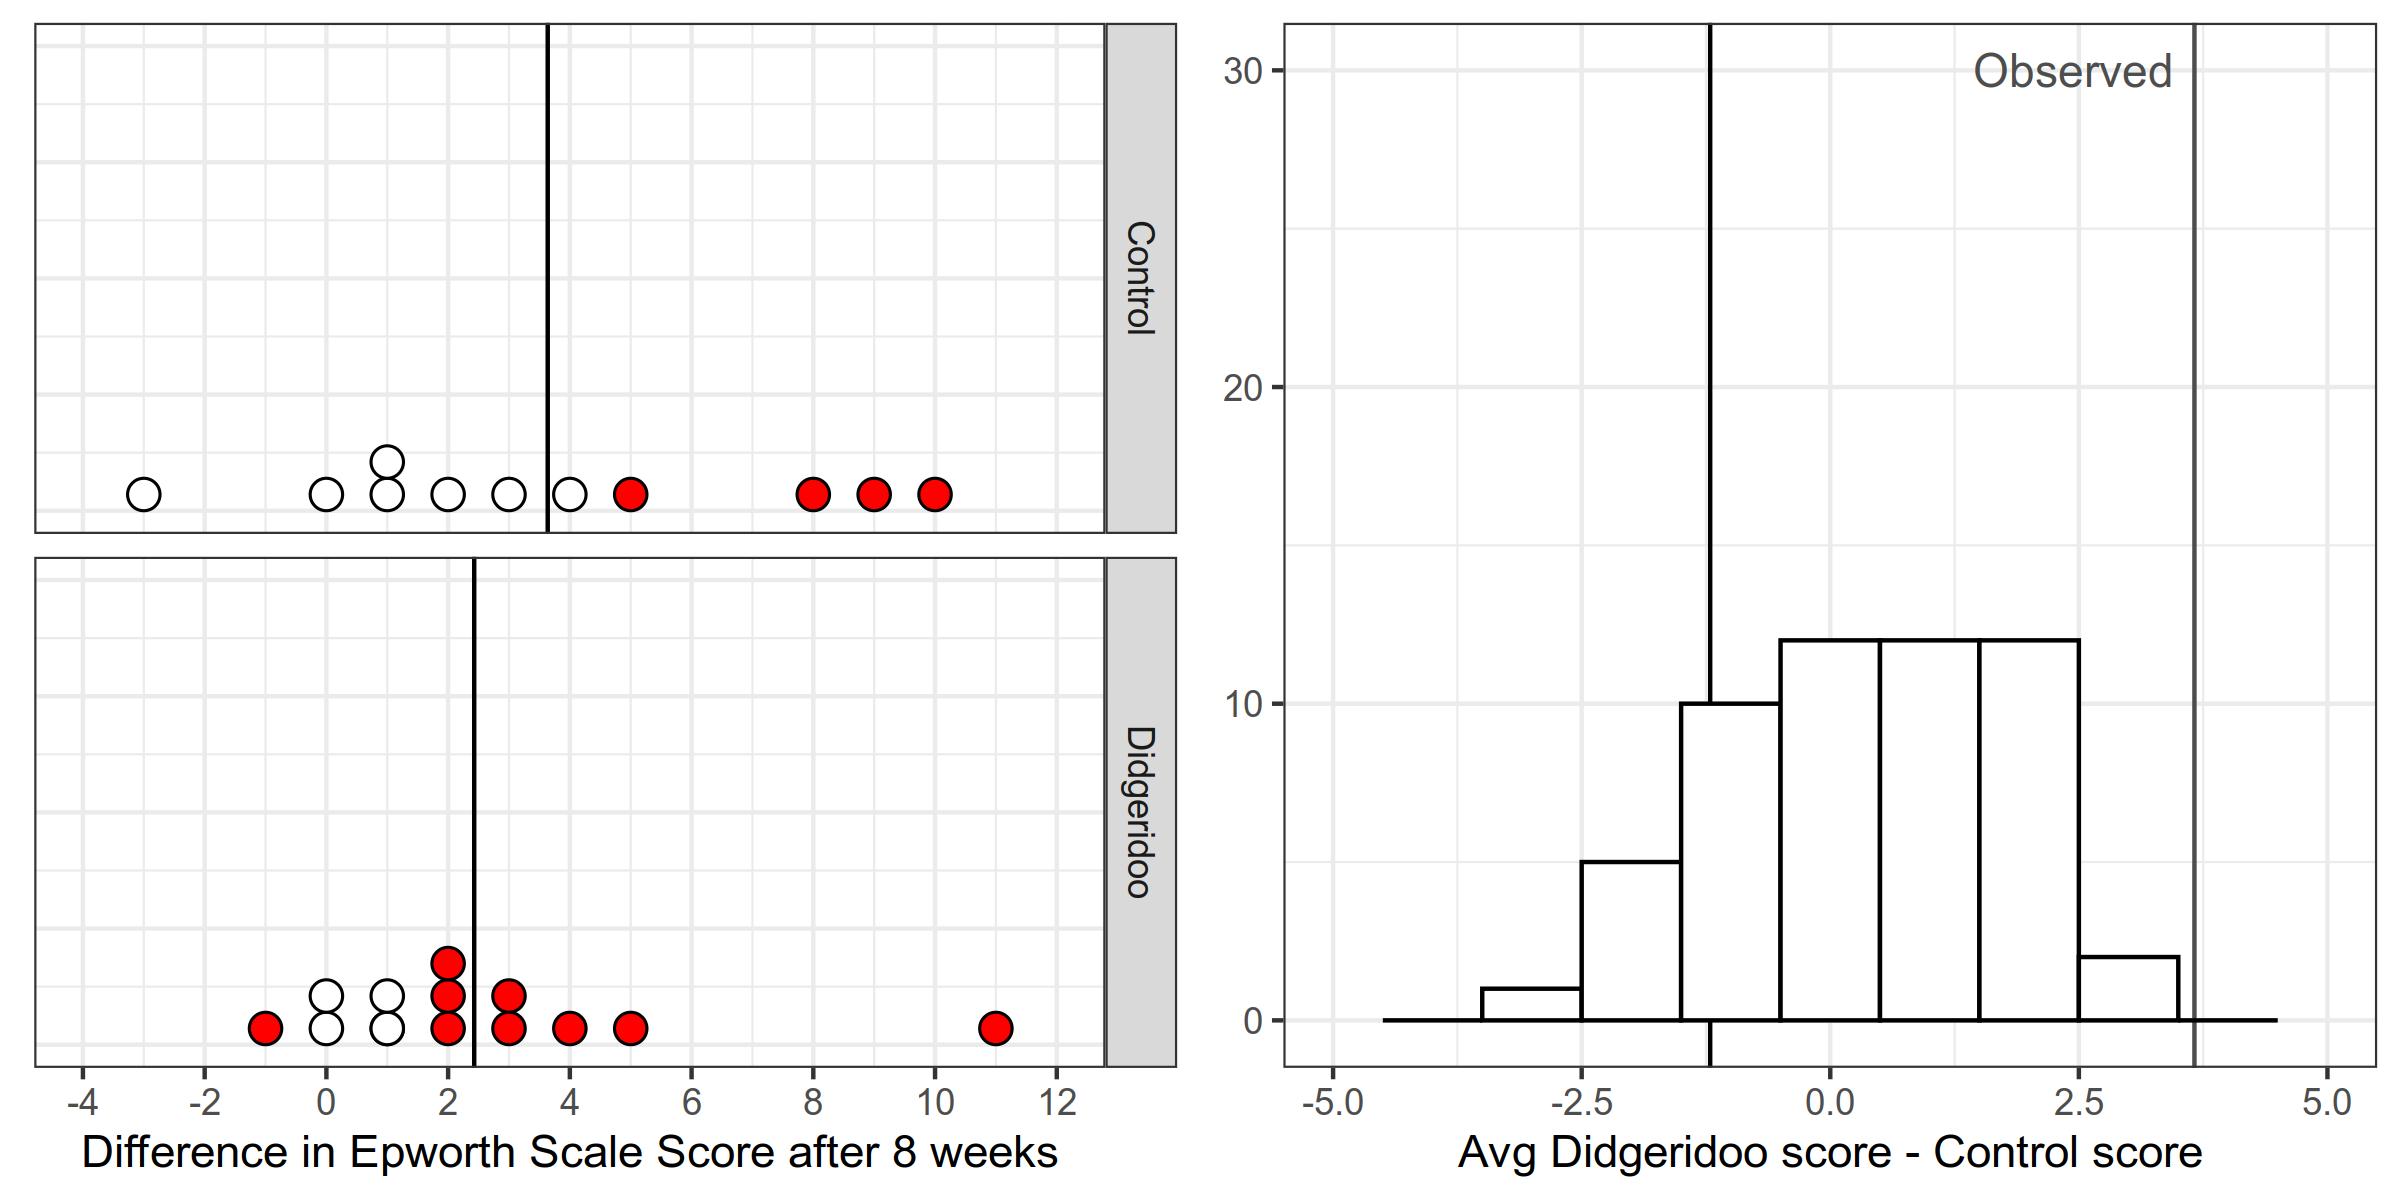 Control
Didgeridoo
-4 -2 0 2 4 6 8 10 12
Difference in Epworth Scale Score after 8 weeks
Observed
30
20
10
0
-5.0 -2.5 0.0 2.5 5.0
Avg Didgeridoo score - Control score